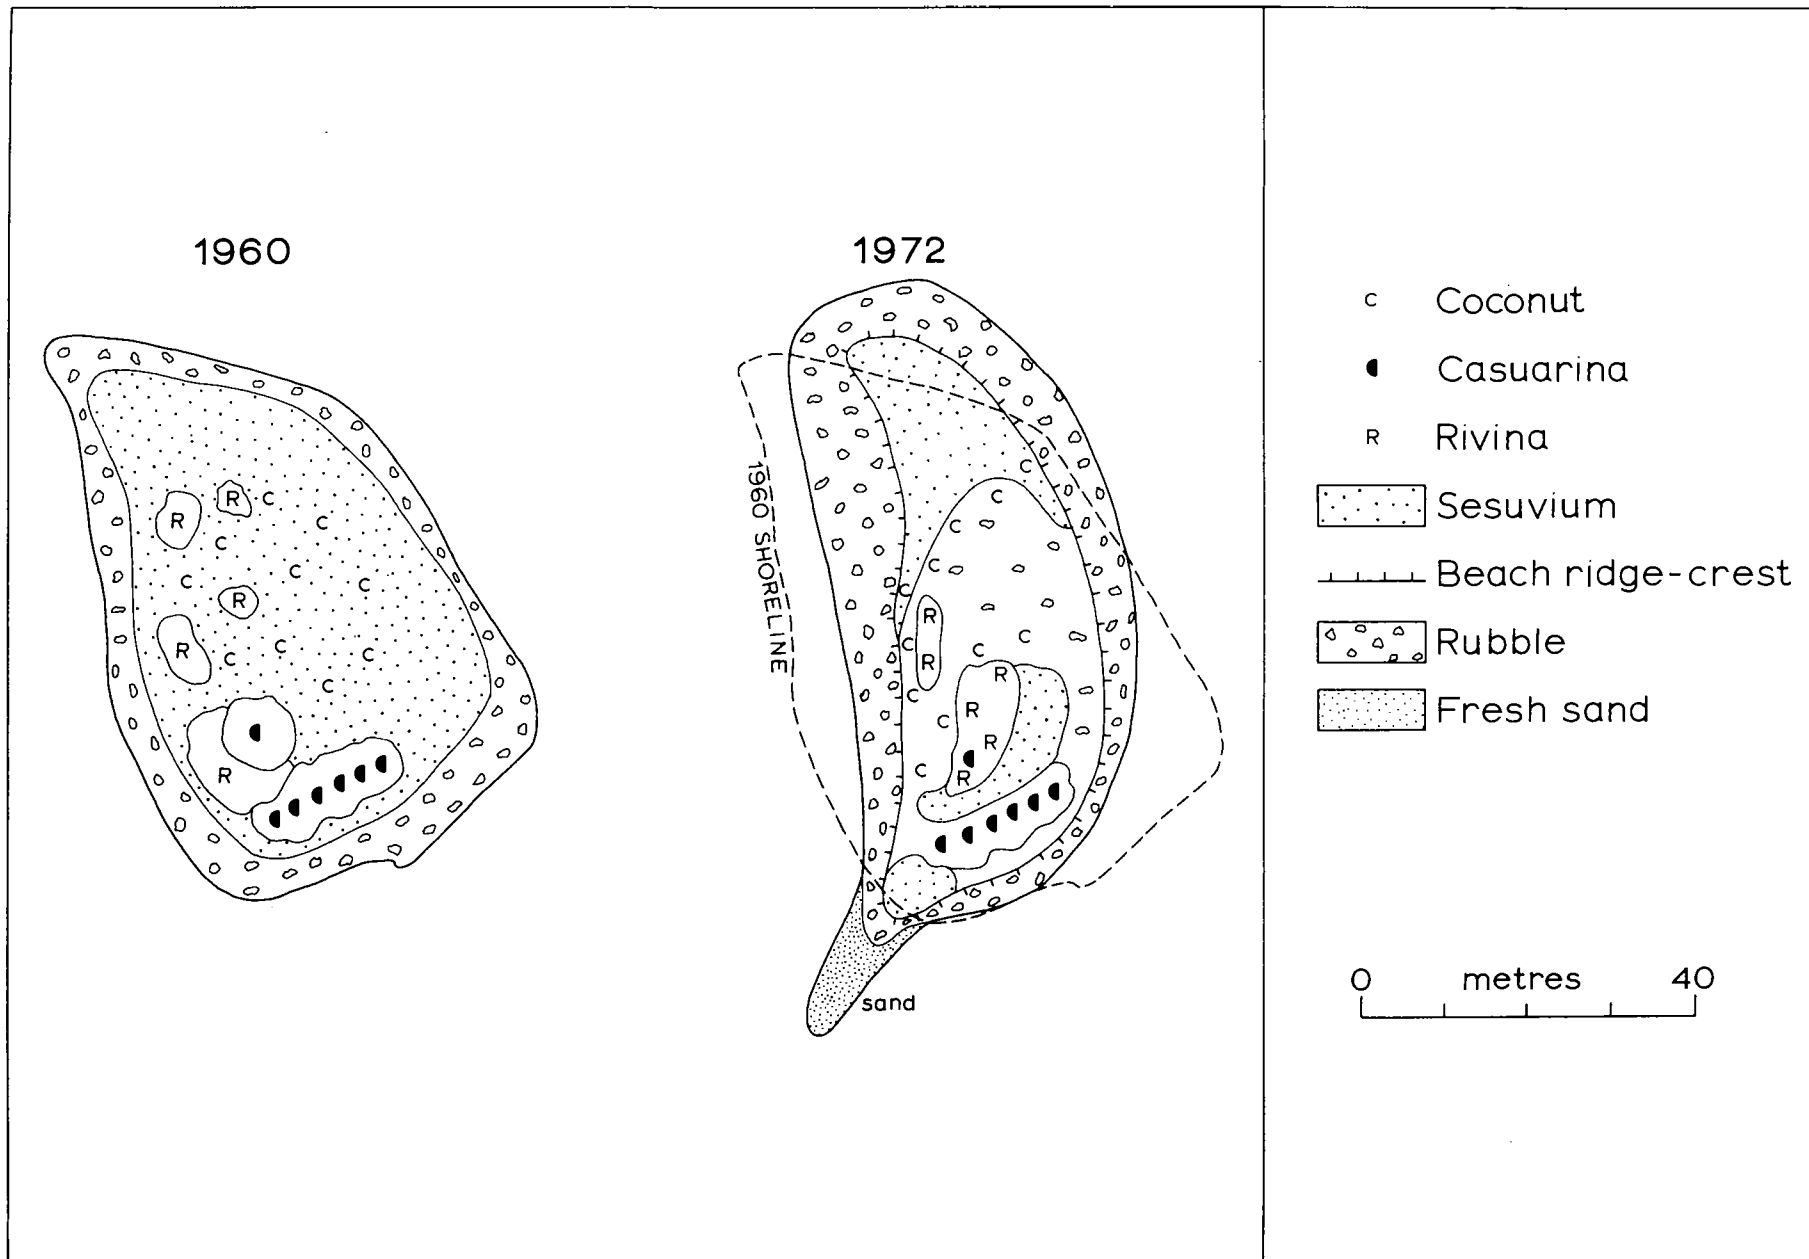 1960
R C
R C
C
C
C C
R
C
R C C
C
R
1972
1960 SHORELINE
C
C
C
C
C
R
C
C C
R
R
C
R
C
R
C
R
sand
C Coconut
Casuarina
R Rivina
Sesuvium
Beach ridge-crest
Rubble
Fresh sand
0 metres 40